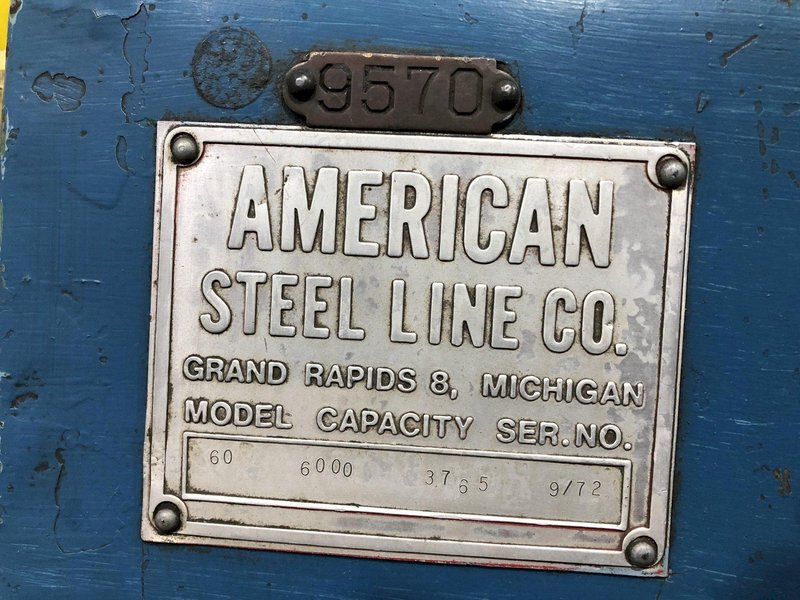 9570
AMERICAN
STEEL LINE CO.
GRAND RAPIDS 8, MICHIGAN
MODEL CAPACITY SER. NO.
60 6000 3765 9/72